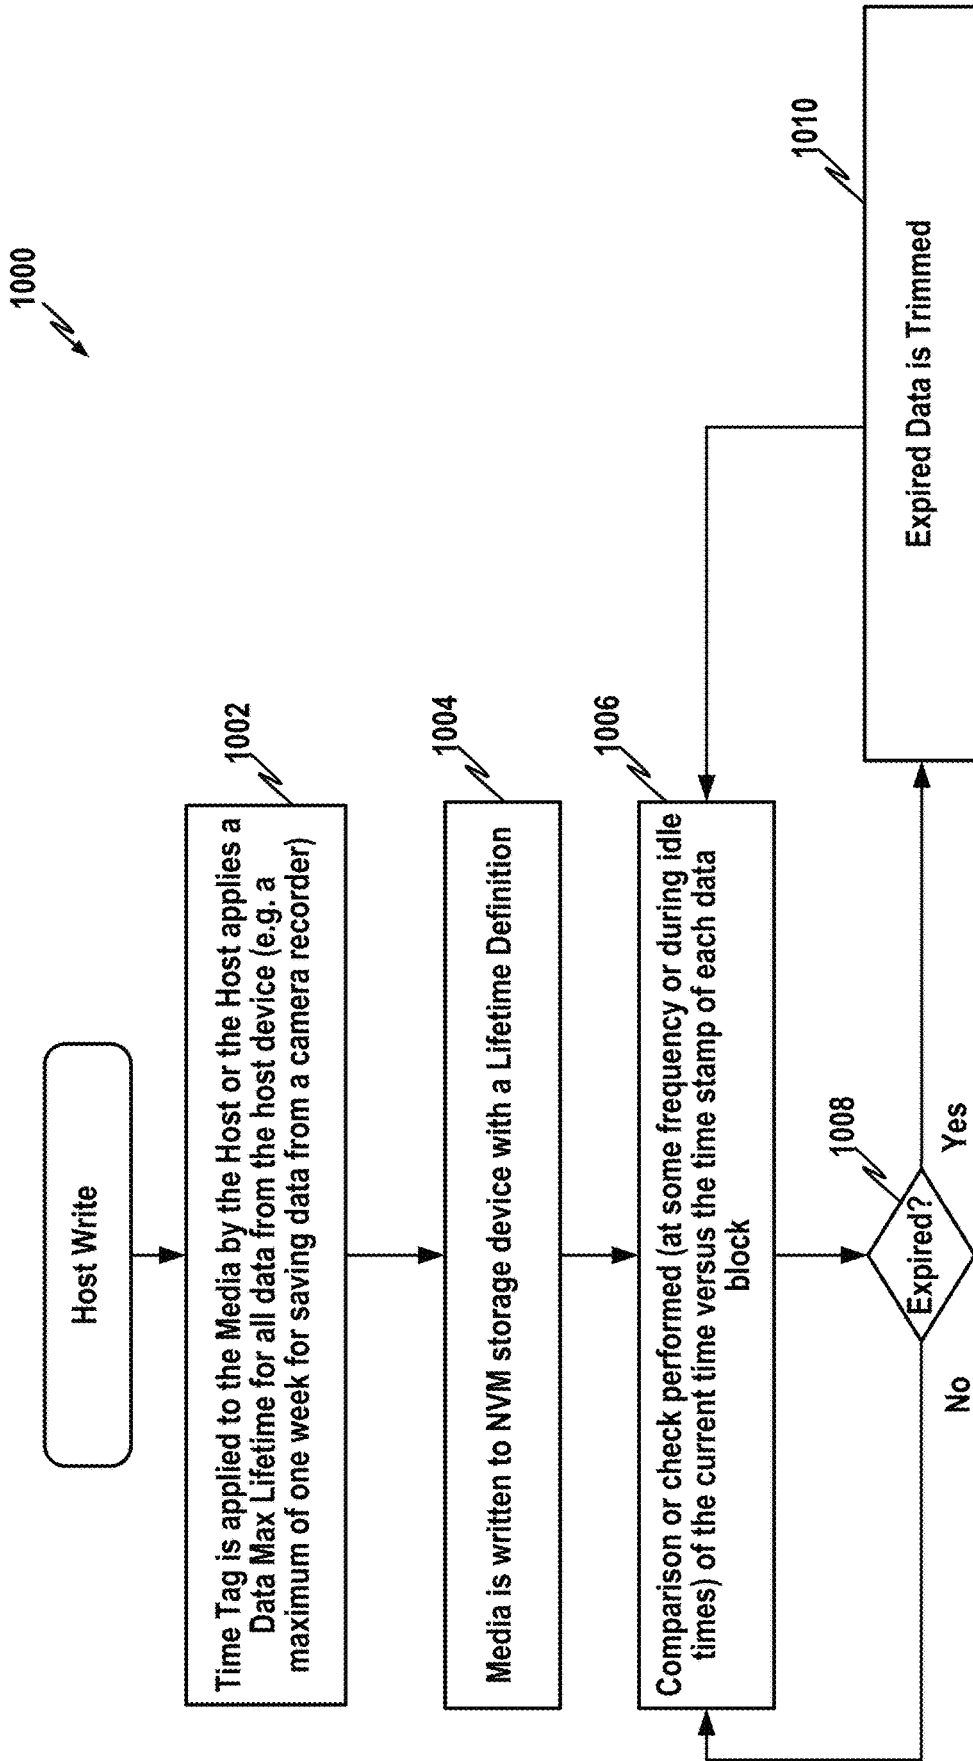 1000
Host Write
1002
Time Tag is applied to the Media by the Host or the Host applies a
Data Max Lifetime for all data from the host device (e.g. a
maximum of one week for saving data from a camera recorder)
1004
Media is written to NVM storage device with a Lifetime Definition
1006
Comparison or check performed (at some frequency or during idle
times) of the current time versus the time stamp of each data
block
1008
Expired?
No
Yes
1010
Expired Data is Trimmed